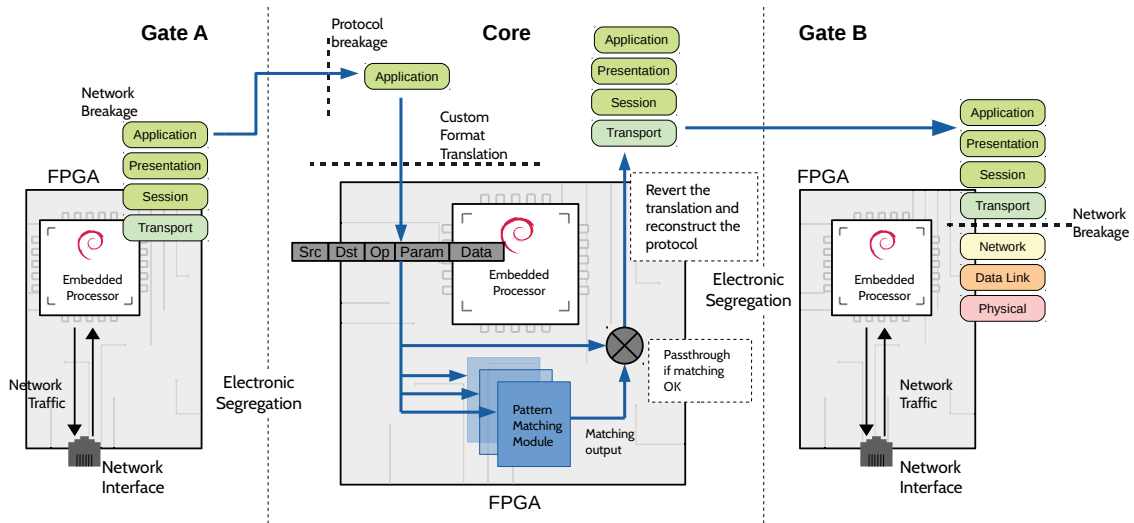 Gate A
Network
Breakage
Application
Presentation
Session
Transport
FPGA
Embedded
Processor
Network
Traffic
Network
Interface
Electronic
Segregation
Protocol
breakage
Core
Application
Custom
Format
Translation
Src Dst Op Param Data
Embedded
Processor
Pattern
Matching
Module
Matching
output
FPGA
Passthrough
if matching
OK
Revert the
translation and
reconstruct the
protocol
Application
Presentation
Session
Transport
Electronic
Segregation
Gate B
FPGA
Application
Presentation
Session
Transport
Network
Breakage
Network
Data Link
Physical
Embedded
Processor
Network
Traffic
Network
Interface